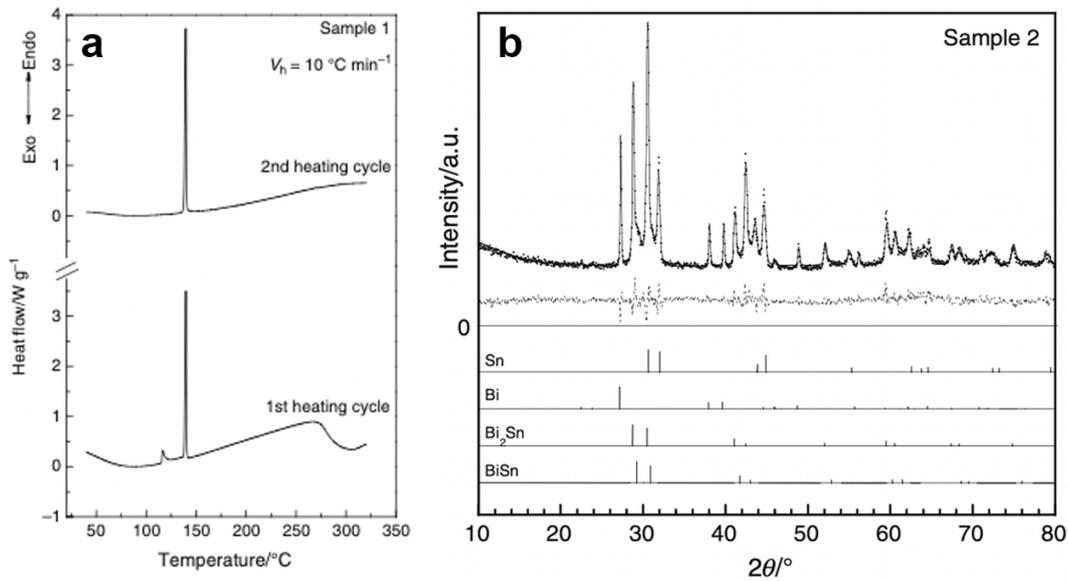 a
Sample 1
Vh = 10 °C min−1
Exo ⟷ Endo
4
3
2
1
0
2nd heating cycle
Heat flow/W g−1
3
2
1
0
−1
1st heating cycle
50 100 150 200 250 300 350
Temperature/°C
b
Sample 2
Intensity/a.u.
0
Sn
Bi
Bi2Sn
BiSn
10 20 30 40 50 60 70 80
2θ/°